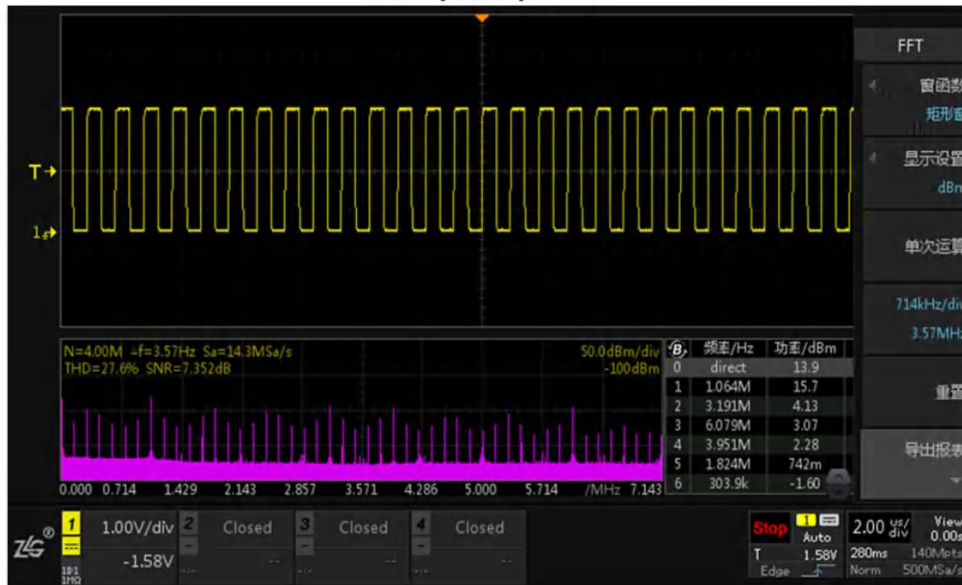 FFT
窗函数
矩形窗
显示设置
dBm
单次运算
714kHz/div
3.57MHz
重置
导出报表
T
1
N=4.00M △f=3.57Hz Sa=14.3MSa/s
THD=27.6% SNR=7.352dB
50.0dBm/div
-100dBm
B 频率/Hz 功率/dBm
0 direct 13.9
1 1.064M 15.7
2 3.191M 4.13
3 6.079M 3.07
4 3.951M 2.28
5 1.824M 742m
6 303.9k -1.60
0.000 0.714 1.429 2.143 2.857 3.571 4.286 5.000 5.714 /MHz 7.143
ZLG®
1 1.00V/div
-1.58V
1MΩ
2 Closed
--
3 Closed
--
4 Closed
--
Stop 1 Auto
T 1.58V
Edge
2.00 μs/div View 0.00s
280ms 140Mpts
Norm 500MSa/s